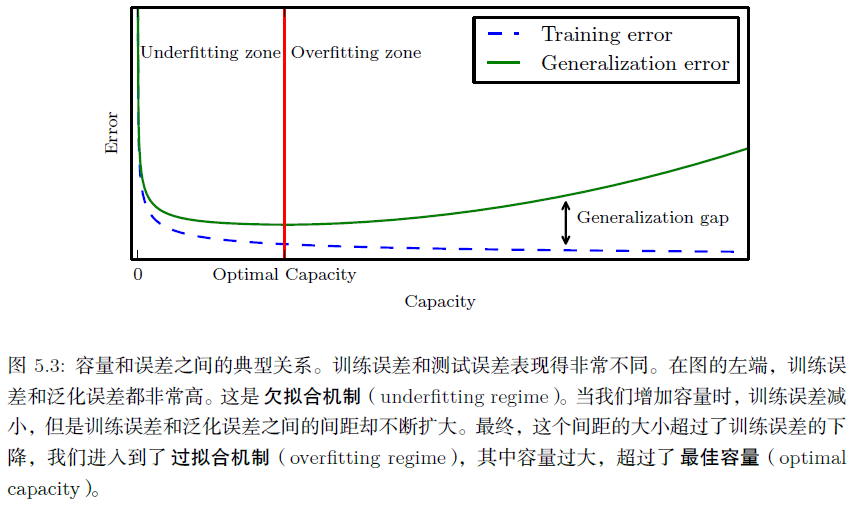 Underfitting zone Overfitting zone
Training error
Generalization error
Error
Generalization gap
0
Optimal Capacity
Capacity
图 5.3: 容量和误差之间的典型关系。训练误差和测试误差表现得非常不同。在图的左端，训练误
差和泛化误差都非常高。这是 欠拟合机制（underfitting regime）。当我们增加容量时，训练误差减
小，但是训练误差和泛化误差之间的间距却不断扩大。最终，这个间距的大小超过了训练误差的下
降，我们进入到了 过拟合机制（overfitting regime），其中容量过大，超过了 最佳容量（optimal
capacity）。